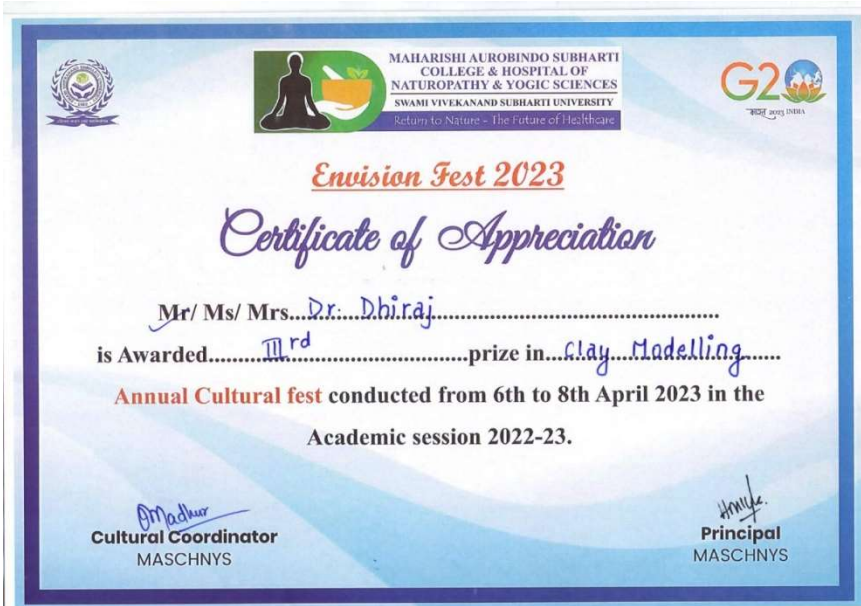 MAHARISHI AUROBINDO SUBHARTI
COLLEGE & HOSPITAL OF
NATUROPATHY & YOGIC SCIENCES
SWAMI VIVEKANAND SUBHARTI UNIVERSITY
Return to Nature - The Future of Healthcare
G20
भारत 2023 INDIA
Envision Fest 2023
Certificate of Appreciation
Mr/ Ms/ Mrs...Dr. Dhiraj...
is Awarded...IIIrd...prize in...Clay Modelling...
Annual Cultural fest conducted from 6th to 8th April 2023 in the
Academic session 2022-23.
Madhur
Cultural Coordinator
MASCHNYS
Principal
MASCHNYS